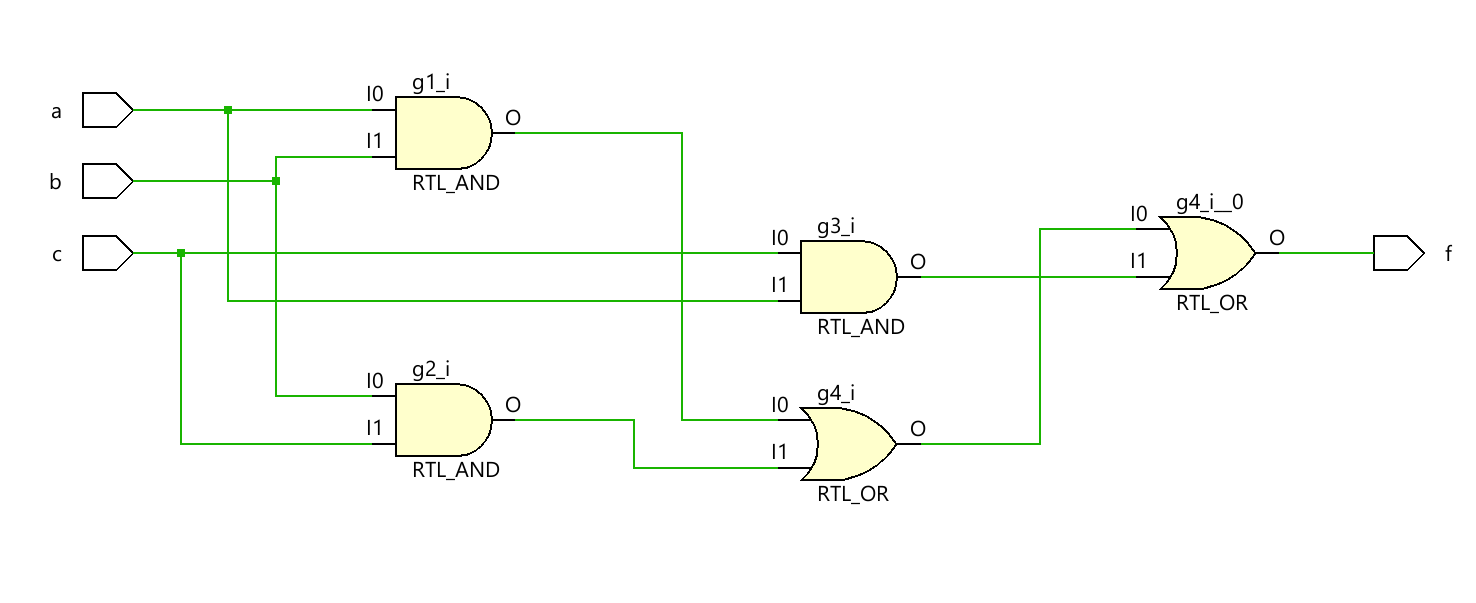 g1_i
a
I0
I1
O
RTL_AND
b
c
g3_i
I0
I1
O
RTL_AND
g4_i__0
I0
I1
O
RTL_OR
f
g2_i
I0
I1
O
RTL_AND
g4_i
I0
I1
O
RTL_OR